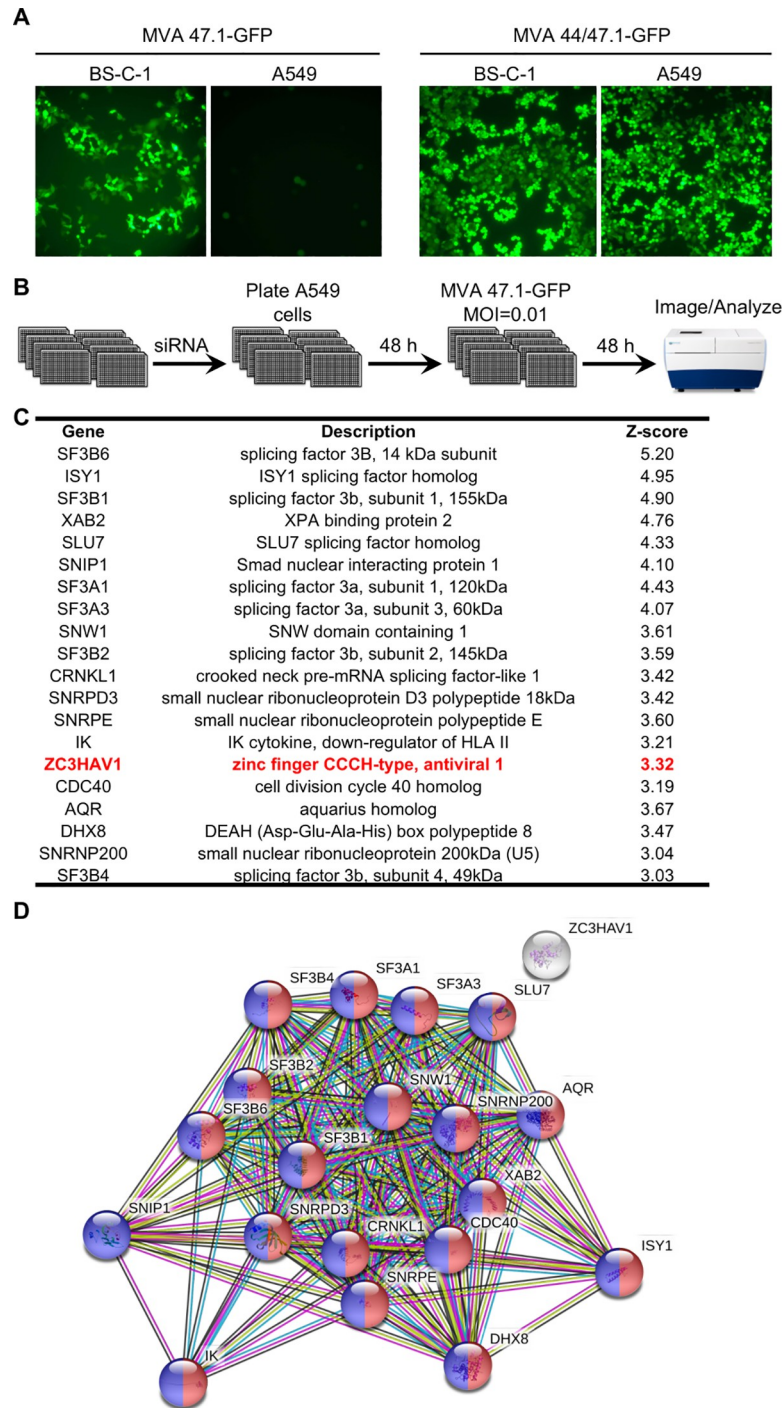 A
MVA 47.1-GFP
MVA 44/47.1-GFP
BS-C-1
A549
BS-C-1
A549
B
siRNA
Plate A549
cells
48 h
MVA 47.1-GFP
MOI=0.01
48 h
Image/Analyze
C
Gene Description Z-score
SF3B6 splicing factor 3B, 14 kDa subunit 5.20
ISY1 ISY1 splicing factor homolog 4.95
SF3B1 splicing factor 3b, subunit 1, 155kDa 4.90
XAB2 XPA binding protein 2 4.76
SLU7 SLU7 splicing factor homolog 4.33
SNIP1 Smad nuclear interacting protein 1 4.10
SF3A1 splicing factor 3a, subunit 1, 120kDa 4.43
SF3A3 splicing factor 3a, subunit 3, 60kDa 4.07
SNW1 SNW domain containing 1 3.61
SF3B2 splicing factor 3b, subunit 2, 145kDa 3.59
CRNKL1 crooked neck pre-mRNA splicing factor-like 1 3.42
SNRPD3 small nuclear ribonucleoprotein D3 polypeptide 18kDa 3.42
SNRPE small nuclear ribonucleoprotein polypeptide E 3.60
IK IK cytokine, down-regulator of HLA II 3.21
ZC3HAV1 zinc finger CCCH-type, antiviral 1 3.32
CDC40 cell division cycle 40 homolog 3.19
AQR aquarius homolog 3.67
DHX8 DEAH (Asp-Glu-Ala-His) box polypeptide 8 3.47
SNRNP200 small nuclear ribonucleoprotein 200kDa (U5) 3.04
SF3B4 splicing factor 3b, subunit 4, 49kDa 3.03
D
ZC3HAV1
SF3B4
SF3A1
SF3A3
SLU7
SF3B2
SNW1
SNRNP200
AQR
SF3B6
SF3B1
XAB2
SNIP1
SNRPD3
CRNKL1
CDC40
ISY1
SNRPE
IK
DHX8